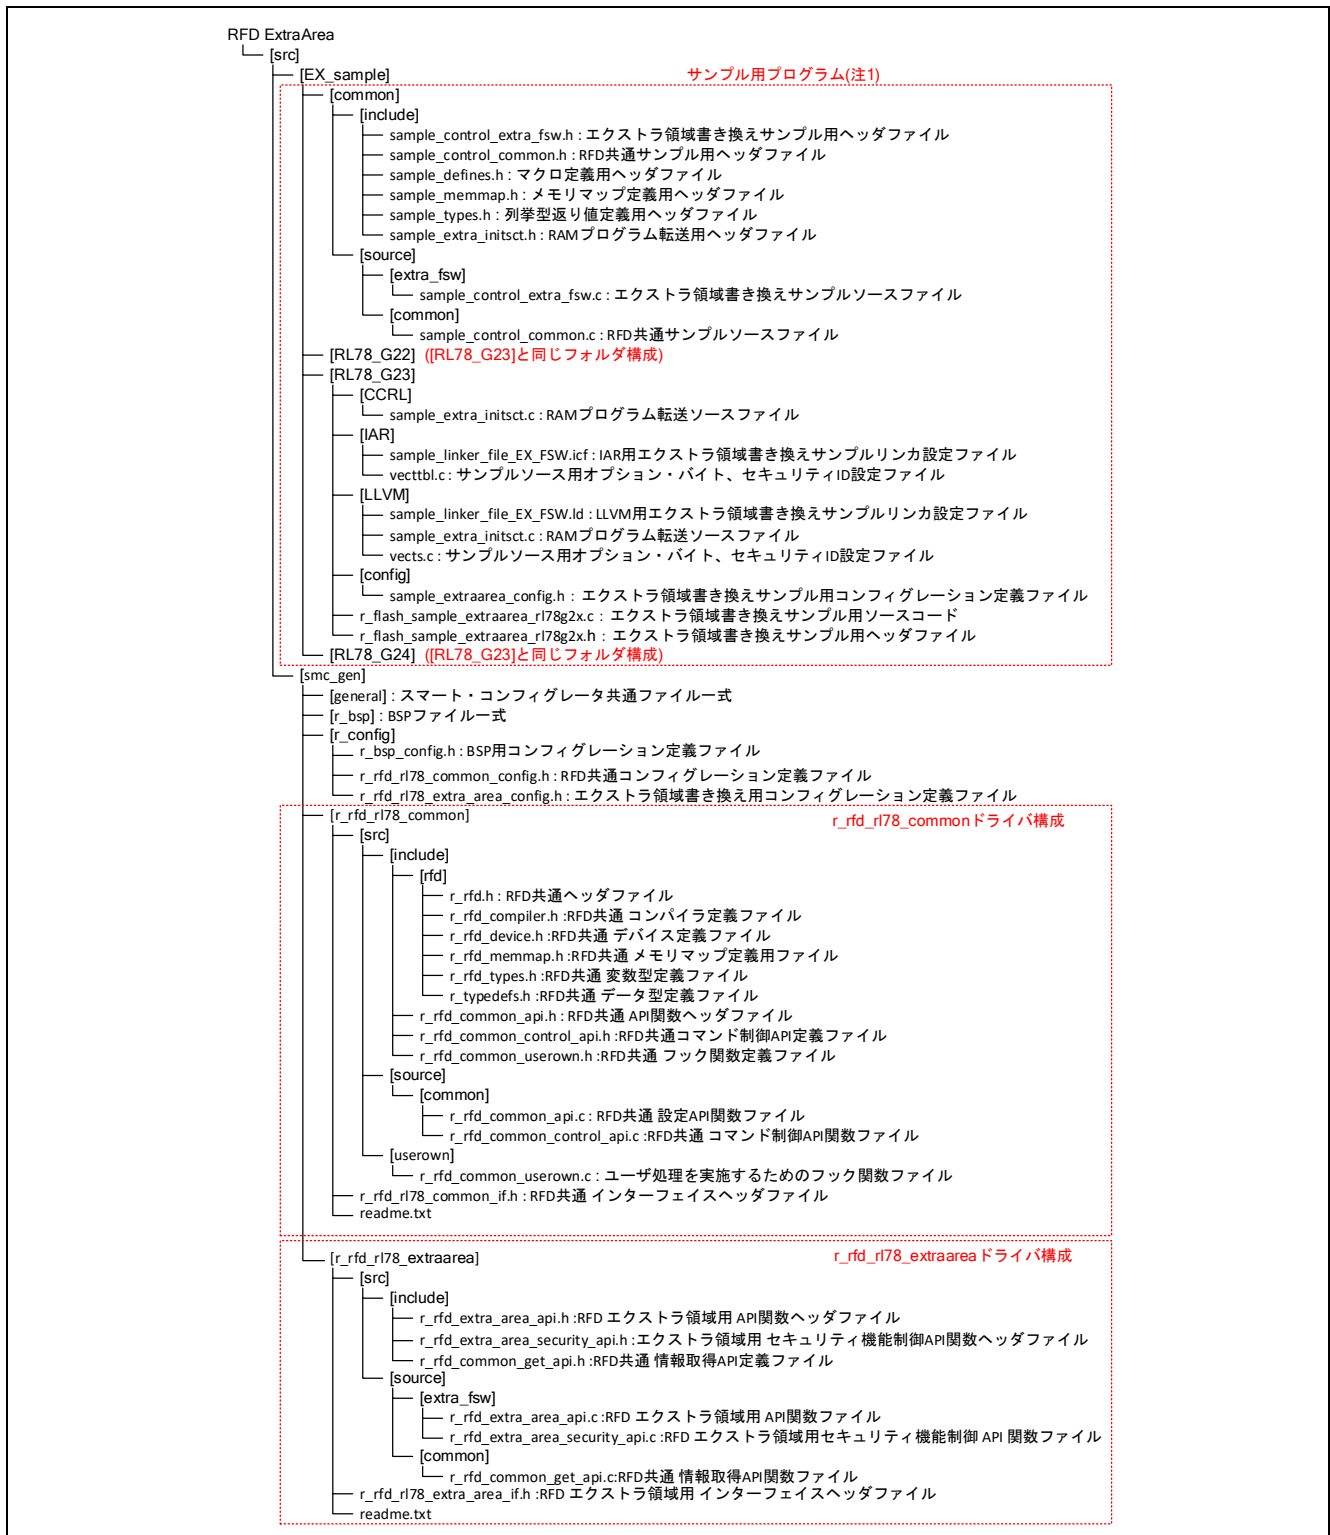 RFD ExtraArea
[src]
[EX_sample]
サンプル用プログラム(注1)
[common]
[include]
sample_control_extra_fsw.h : エクストラ領域書き換えサンプル用ヘッダファイル
sample_control_common.h : RFD共通サンプル用ヘッダファイル
sample_defines.h : マクロ定義用ヘッダファイル
sample_memmap.h : メモリマップ定義用ヘッダファイル
sample_types.h : 列挙型返り値定義用ヘッダファイル
sample_extra_initsct.h : RAMプログラム転送用ヘッダファイル
[source]
[extra_fsw]
sample_control_extra_fsw.c : エクストラ領域書き換えサンプルソースファイル
[common]
sample_control_common.c : RFD共通サンプルソースファイル
[RL78_G22] ([RL78_G23]と同じフォルダ構成)
[RL78_G23]
[CCRL]
sample_extra_initsct.c : RAMプログラム転送ソースファイル
[IAR]
sample_linker_file_EX_FSW.icf : IAR用エクストラ領域書き換えサンプルリンカ設定ファイル
vecttbl.c : サンプルソース用オプション・バイト、セキュリティID設定ファイル
[LLVM]
sample_linker_file_EX_FSW.ld : LLVM用エクストラ領域書き換えサンプルリンカ設定ファイル
sample_extra_initsct.c : RAMプログラム転送ソースファイル
vects.c : サンプルソース用オプション・バイト、セキュリティID設定ファイル
[config]
sample_extraarea_config.h : エクストラ領域書き換えサンプル用コンフィグレーション定義ファイル
r_flash_sample_extraarea_rl78g2x.c : エクストラ領域書き換えサンプル用ソースコード
r_flash_sample_extraarea_rl78g2x.h : エクストラ領域書き換えサンプル用ヘッダファイル
[RL78_G24] ([RL78_G23]と同じフォルダ構成)
[smc_gen]
[general] : スマート・コンフィグレータ共通ファイル一式
[r_bsp] : BSPファイル一式
[r_config]
r_bsp_config.h : BSP用コンフィグレーション定義ファイル
r_rfd_rl78_common_config.h : RFD共通コンフィグレーション定義ファイル
r_rfd_rl78_extra_area_config.h : エクストラ領域書き換え用コンフィグレーション定義ファイル
[r_rfd_rl78_common]
r_rfd_rl78_commonドライバ構成
[src]
[include]
[rfd]
r_rfd.h : RFD共通ヘッダファイル
r_rfd_compiler.h :RFD共通 コンパイラ定義ファイル
r_rfd_device.h :RFD共通 デバイス定義ファイル
r_rfd_memmap.h :RFD共通 メモリマップ定義用ファイル
r_rfd_types.h :RFD共通 変数型定義ファイル
r_typedefs.h :RFD共通 データ型定義ファイル
r_rfd_common_api.h : RFD共通 API関数ヘッダファイル
r_rfd_common_control_api.h :RFD共通コマンド制御API定義ファイル
r_rfd_common_userown.h :RFD共通 フック関数定義ファイル
[source]
[common]
r_rfd_common_api.c : RFD共通 設定API関数ファイル
r_rfd_common_control_api.c :RFD共通 コマンド制御API関数ファイル
[userown]
r_rfd_common_userown.c : ユーザ処理を実施するためのフック関数ファイル
r_rfd_rl78_common_if.h : RFD共通 インターフェイスヘッダファイル
readme.txt
[r_rfd_rl78_extraarea]
r_rfd_rl78_extraareaドライバ構成
[src]
[include]
r_rfd_extra_area_api.h :RFD エクストラ領域用 API関数ヘッダファイル
r_rfd_extra_area_security_api.h :エクストラ領域用 セキュリティ機能制御API関数ヘッダファイル
r_rfd_common_get_api.h :RFD共通 情報取得API定義ファイル
[source]
[extra_fsw]
r_rfd_extra_area_api.c :RFD エクストラ領域用 API関数ファイル
r_rfd_extra_area_security_api.c :RFD エクストラ領域用セキュリティ機能制御 API 関数ファイル
[common]
r_rfd_common_get_api.c:RFD共通 情報取得API関数ファイル
r_rfd_rl78_extra_area_if.h :RFD エクストラ領域用 インターフェイスヘッダファイル
readme.txt